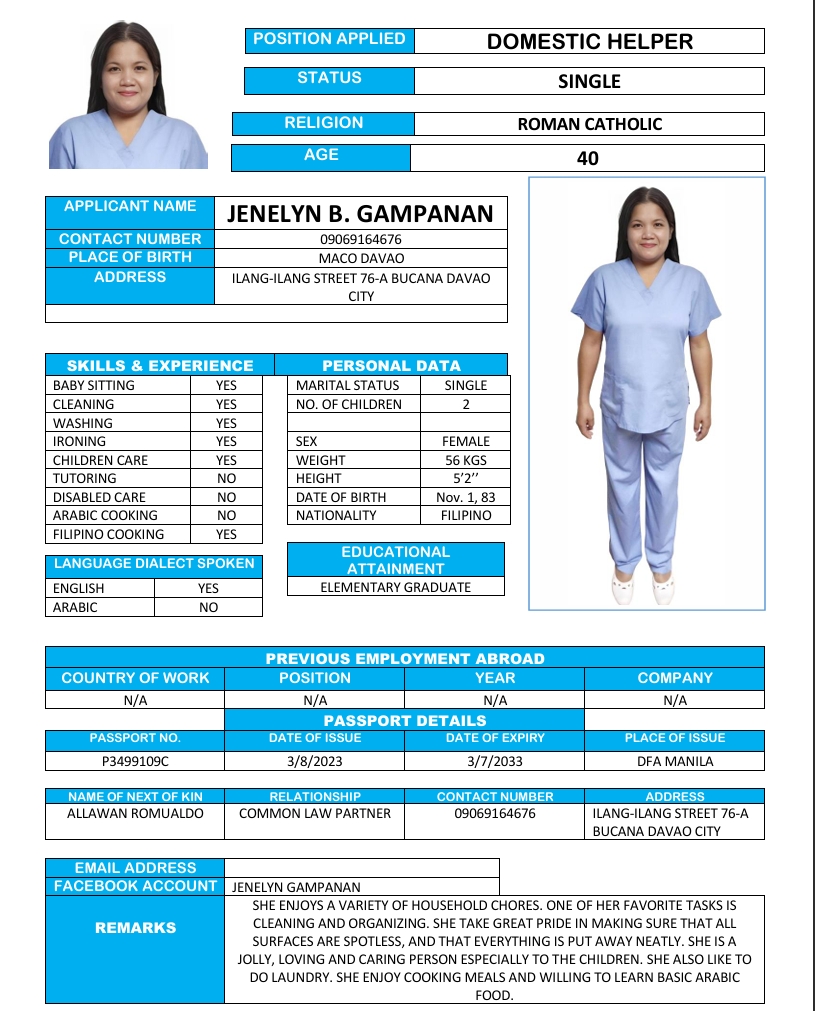 POSITION APPLIED DOMESTIC HELPER
STATUS SINGLE
RELIGION ROMAN CATHOLIC
AGE 40
APPLICANT NAME JENELYN B. GAMPANAN
CONTACT NUMBER 09069164676
PLACE OF BIRTH MACO DAVAO
ADDRESS ILANG-ILANG STREET 76-A BUCANA DAVAO
CITY
SKILLS & EXPERIENCE
BABY SITTING YES
CLEANING YES
WASHING YES
IRONING YES
CHILDREN CARE YES
TUTORING NO
DISABLED CARE NO
ARABIC COOKING NO
FILIPINO COOKING YES
LANGUAGE DIALECT SPOKEN
ENGLISH YES
ARABIC NO
PERSONAL DATA
MARITAL STATUS SINGLE
NO. OF CHILDREN 2
SEX FEMALE
WEIGHT 56 KGS
HEIGHT 5’2’’
DATE OF BIRTH Nov. 1, 83
NATIONALITY FILIPINO
EDUCATIONAL
ATTAINMENT
ELEMENTARY GRADUATE
PREVIOUS EMPLOYMENT ABROAD
COUNTRY OF WORK POSITION YEAR COMPANY
N/A N/A N/A N/A
PASSPORT DETAILS
PASSPORT NO. DATE OF ISSUE DATE OF EXPIRY PLACE OF ISSUE
P3499109C 3/8/2023 3/7/2033 DFA MANILA
NAME OF NEXT OF KIN RELATIONSHIP CONTACT NUMBER ADDRESS
ALLAWAN ROMUALDO COMMON LAW PARTNER 09069164676 ILANG-ILANG STREET 76-A
BUCANA DAVAO CITY
EMAIL ADDRESS
FACEBOOK ACCOUNT JENELYN GAMPANAN
REMARKS
SHE ENJOYS A VARIETY OF HOUSEHOLD CHORES. ONE OF HER FAVORITE TASKS IS
CLEANING AND ORGANIZING. SHE TAKE GREAT PRIDE IN MAKING SURE THAT ALL
SURFACES ARE SPOTLESS, AND THAT EVERYTHING IS PUT AWAY NEATLY. SHE IS A
JOLLY, LOVING AND CARING PERSON ESPECIALLY TO THE CHILDREN. SHE ALSO LIKE TO
DO LAUNDRY. SHE ENJOY COOKING MEALS AND WILLING TO LEARN BASIC ARABIC
FOOD.